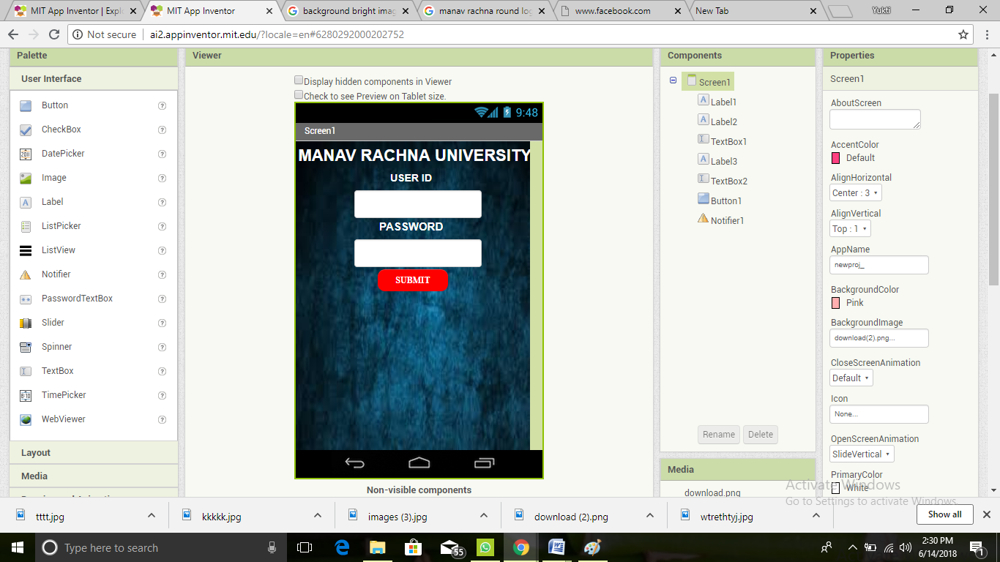 MIT App Inventor | Expl
MIT App Inventor
background bright imag
manav rachna round log
www.facebook.com
New Tab
Yukti
Not secure
ai2.appinventor.mit.edu/?locale=en#6280292000202752
Palette
User Interface
Button ?
CheckBox ?
DatePicker ?
Image ?
Label ?
ListPicker ?
ListView ?
Notifier ?
PasswordTextBox ?
Slider ?
Spinner ?
TextBox ?
TimePicker ?
WebViewer ?
Layout
Media
Viewer
Display hidden components in Viewer
Check to see Preview on Tablet size.
9:48
Screen1
MANAV RACHNA UNIVERSITY
USER ID
PASSWORD
SUBMIT
Non-visible components
Components
Screen1
Label1
Label2
TextBox1
Label3
TextBox2
Button1
Notifier1
Rename Delete
Media
download.png
Properties
Screen1
AboutScreen
AccentColor
Default
AlignHorizontal
Center : 3
AlignVertical
Top : 1
AppName
newproj_
BackgroundColor
Pink
BackgroundImage
download(2).png...
CloseScreenAnimation
Default
Icon
None...
OpenScreenAnimation
SlideVertical
PrimaryColor
White
Activate Windows
Go to Settings to activate Windows.
tttt.jpg
kkkkk.jpg
images (3).jpg
download (2).png
wtrethtyj.jpg
Show all
Type here to search
55
2:30 PM
6/14/2018
1